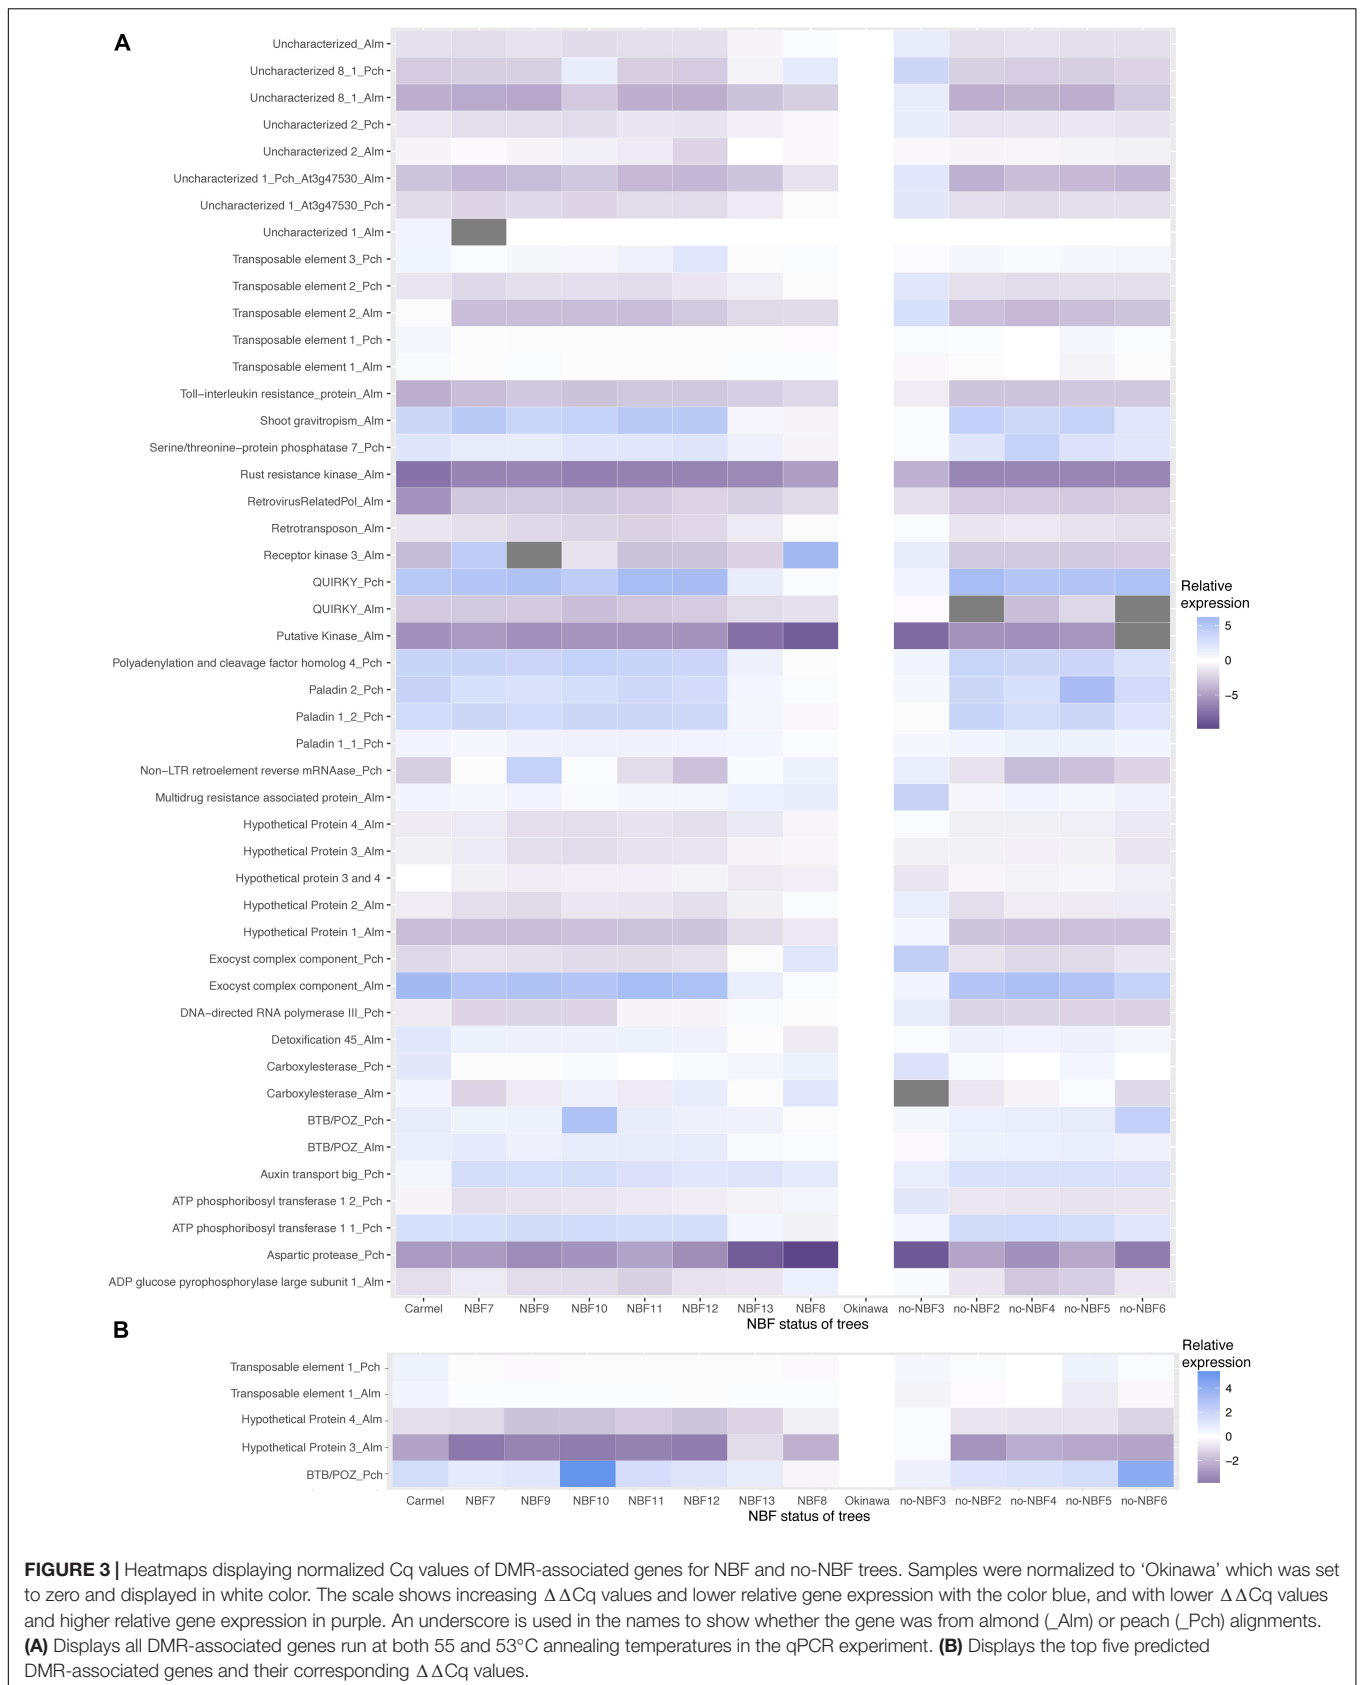 A
Uncharacterized_Alm
Uncharacterized 8_1_Pch
Uncharacterized 8_1_Alm
Uncharacterized 2_Pch
Uncharacterized 2_Alm
Uncharacterized 1_Pch_At3g47530_Alm
Uncharacterized 1_At3g47530_Pch
Uncharacterized 1_Alm
Transposable element 3_Pch
Transposable element 2_Pch
Transposable element 2_Alm
Transposable element 1_Pch
Transposable element 1_Alm
Toll−interleukin resistance_protein_Alm
Shoot gravitropism_Alm
Serine/threonine−protein phosphatase 7_Pch
Rust resistance kinase_Alm
RetrovirusRelatedPol_Alm
Retrotransposon_Alm
Receptor kinase 3_Alm
QUIRKY_Pch
QUIRKY_Alm
Putative Kinase_Alm
Polyadenylation and cleavage factor homolog 4_Pch
Paladin 2_Pch
Paladin 1_2_Pch
Paladin 1_1_Pch
Non−LTR retroelement reverse mRNAase_Pch
Multidrug resistance associated protein_Alm
Hypothetical Protein 4_Alm
Hypothetical Protein 3_Alm
Hypothetical protein 3 and 4
Hypothetical Protein 2_Alm
Hypothetical Protein 1_Alm
Exocyst complex component_Pch
Exocyst complex component_Alm
DNA−directed RNA polymerase III_Pch
Detoxification 45_Alm
Carboxylesterase_Pch
Carboxylesterase_Alm
BTB/POZ_Pch
BTB/POZ_Alm
Auxin transport big_Pch
ATP phosphoribosyl transferase 1 2_Pch
ATP phosphoribosyl transferase 1 1_Pch
Aspartic protease_Pch
ADP glucose pyrophosphorylase large subunit 1_Alm
Carmel NBF7 NBF9 NBF10 NBF11 NBF12 NBF13 NBF8 Okinawa no-NBF3 no-NBF2 no-NBF4 no-NBF5 no-NBF6
NBF status of trees
Relative
expression
5
0
−5
B
Transposable element 1_Pch
Transposable element 1_Alm
Hypothetical Protein 4_Alm
Hypothetical Protein 3_Alm
BTB/POZ_Pch
Carmel NBF7 NBF9 NBF10 NBF11 NBF12 NBF13 NBF8 Okinawa no-NBF3 no-NBF2 no-NBF4 no-NBF5 no-NBF6
NBF status of trees
Relative
expression
4
2
0
−2
FIGURE 3 | Heatmaps displaying normalized Cq values of DMR-associated genes for NBF and no-NBF trees. Samples were normalized to ‘Okinawa’ which was set
to zero and displayed in white color. The scale shows increasing ΔΔCq values and lower relative gene expression with the color blue, and with lower ΔΔCq values
and higher relative gene expression in purple. An underscore is used in the names to show whether the gene was from almond (_Alm) or peach (_Pch) alignments.
(A) Displays all DMR-associated genes run at both 55 and 53°C annealing temperatures in the qPCR experiment. (B) Displays the top five predicted
DMR-associated genes and their corresponding ΔΔCq values.